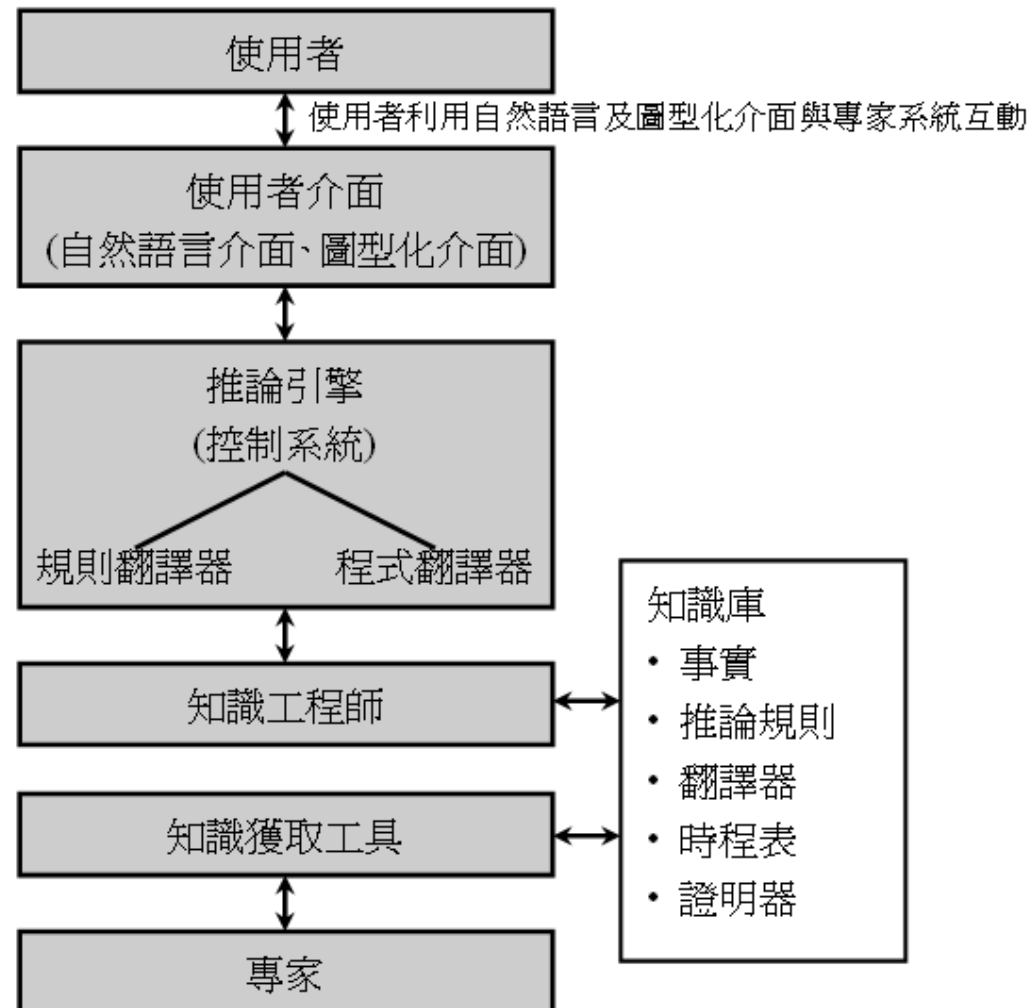 使用者
使用者利用自然語言及圖型化介面與專家系統互動
使用者介面
(自然語言介面、圖型化介面)
推論引擎
(控制系統)
規則翻譯器 程式翻譯器
知識工程師
知識獲取工具
專家
知識庫
• 事實
• 推論規則
• 翻譯器
• 時程表
• 證明器